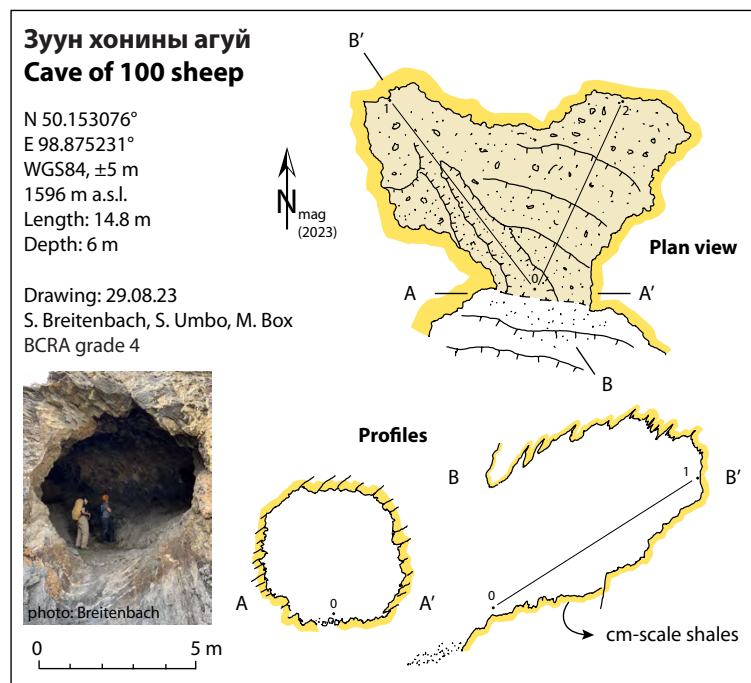 Зуун хонины агуй
Cave of 100 sheep
N 50.153076°
E 98.875231°
WGS84, ±5 m
1596 m a.s.l.
Length: 14.8 m
Depth: 6 m
Drawing: 29.08.23
S. Breitenbach, S. Umbo, M. Box
BCRA grade 4
N mag
(2023)
B′
1
2
0
Plan view
A
A′
B
Profiles
B
1
B′
0
A
0
A′
cm-scale shales
photo: Breitenbach
0
5 m